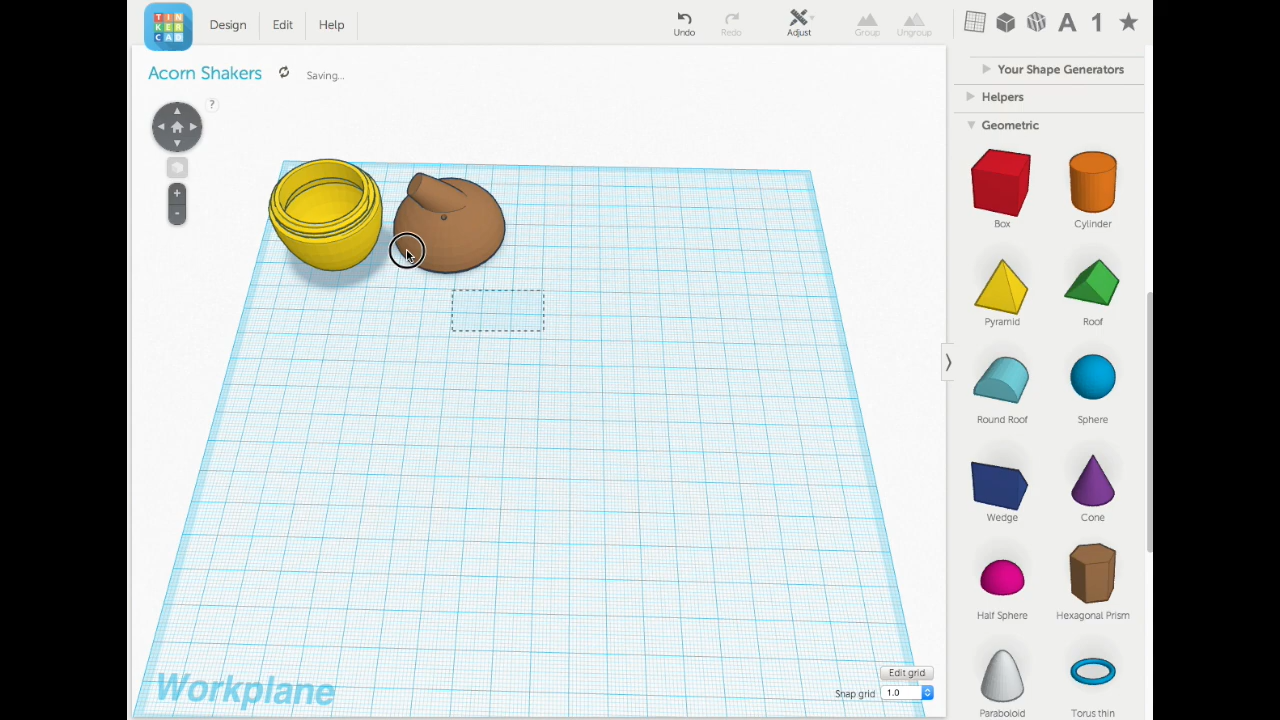 TIN
KER
CAD
Design
Edit
Help
Undo
Redo
Adjust
Group
Ungroup
A
1
Acorn Shakers
Saving...
?
+
-
Your Shape Generators
Helpers
Geometric
Box
Cylinder
Pyramid
Roof
Round Roof
Sphere
Wedge
Cone
Half Sphere
Hexagonal Prism
Paraboloid
Torus thin
Workplane
Edit grid
Snap grid 1.0